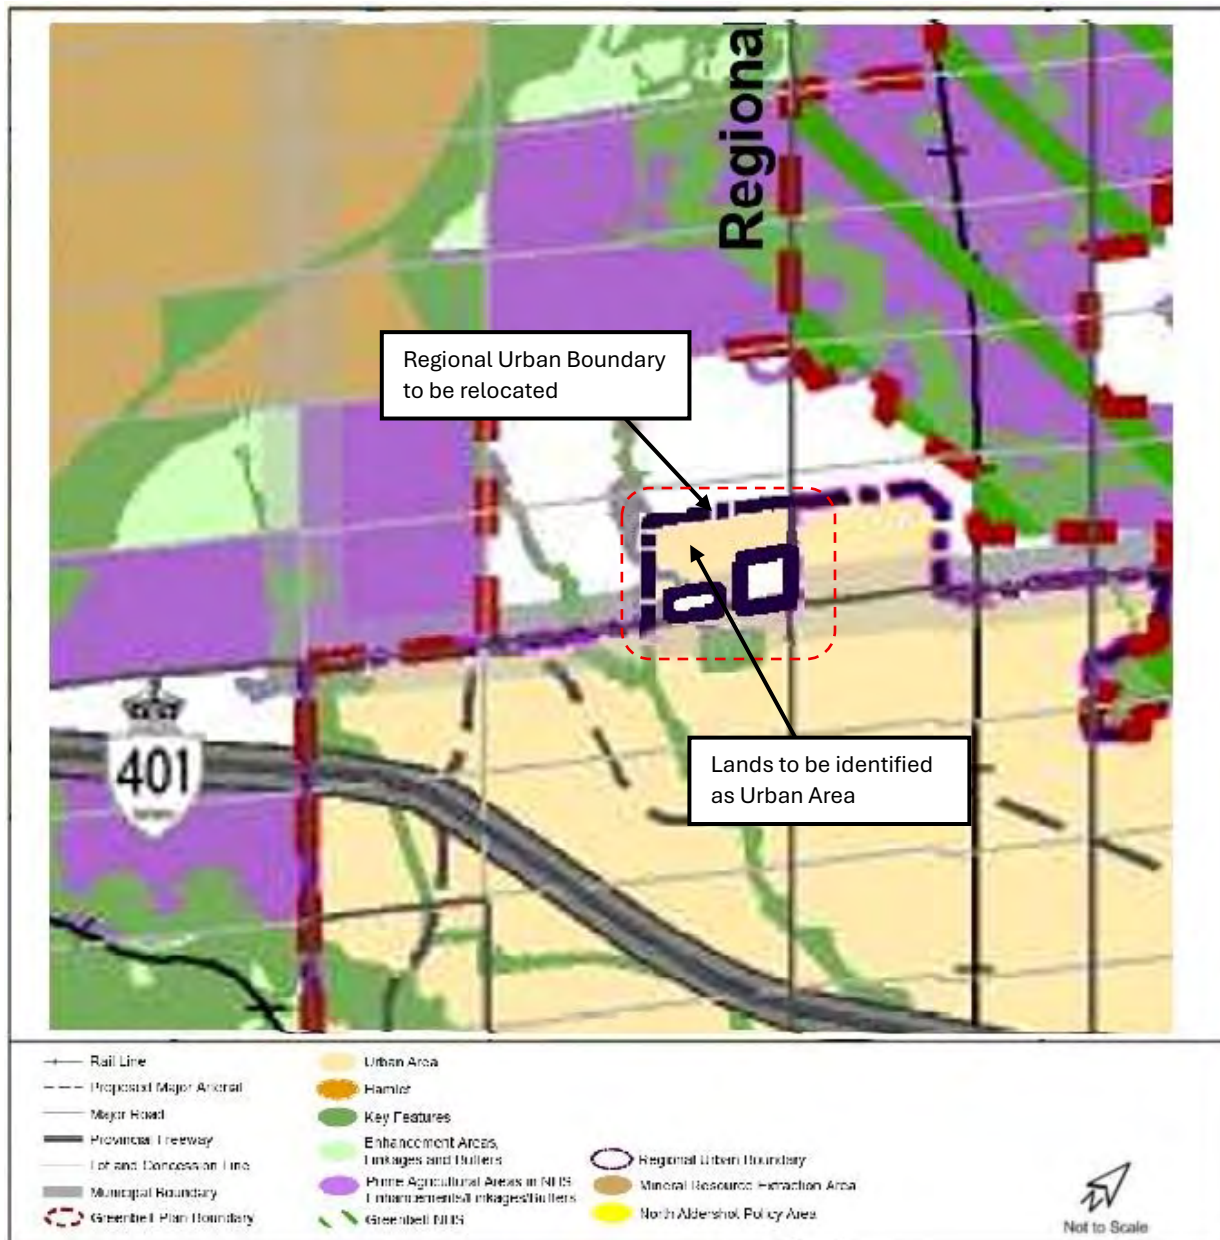 Regional
Regional Urban Boundary
to be relocated
Lands to be identified
as Urban Area
401
Rail Line
Proposed Major Arterial
Major Road
Provincial Freeway
Lot and Concession Line
Municipal Boundary
Greenbelt Plan Boundary
Urban Area
Hamlet
Key Features
Enhancement Areas,
Linkages and Buffers
Prime Agricultural Areas in NHS
Enhancements/Linkages/Buffers
Greenbelt NHS
Regional Urban Boundary
Mineral Resource Extraction Area
North Aldershot Policy Area
Not to Scale